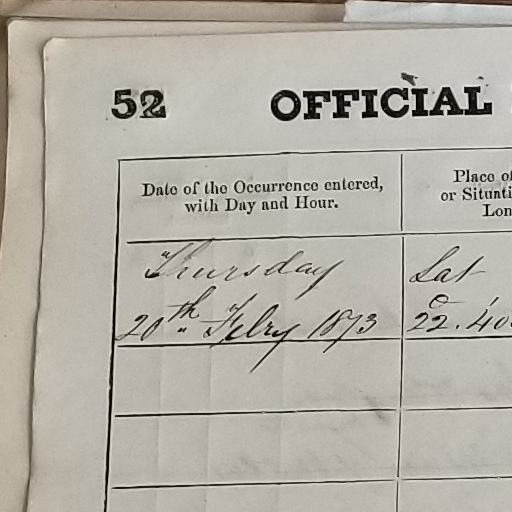 52 OFFICIAL
Date of the Occurrence entered,
with Day and Hour.
Place of
or Situati
Lon
Thursday
20th Febry 1873
Lat
22°.40